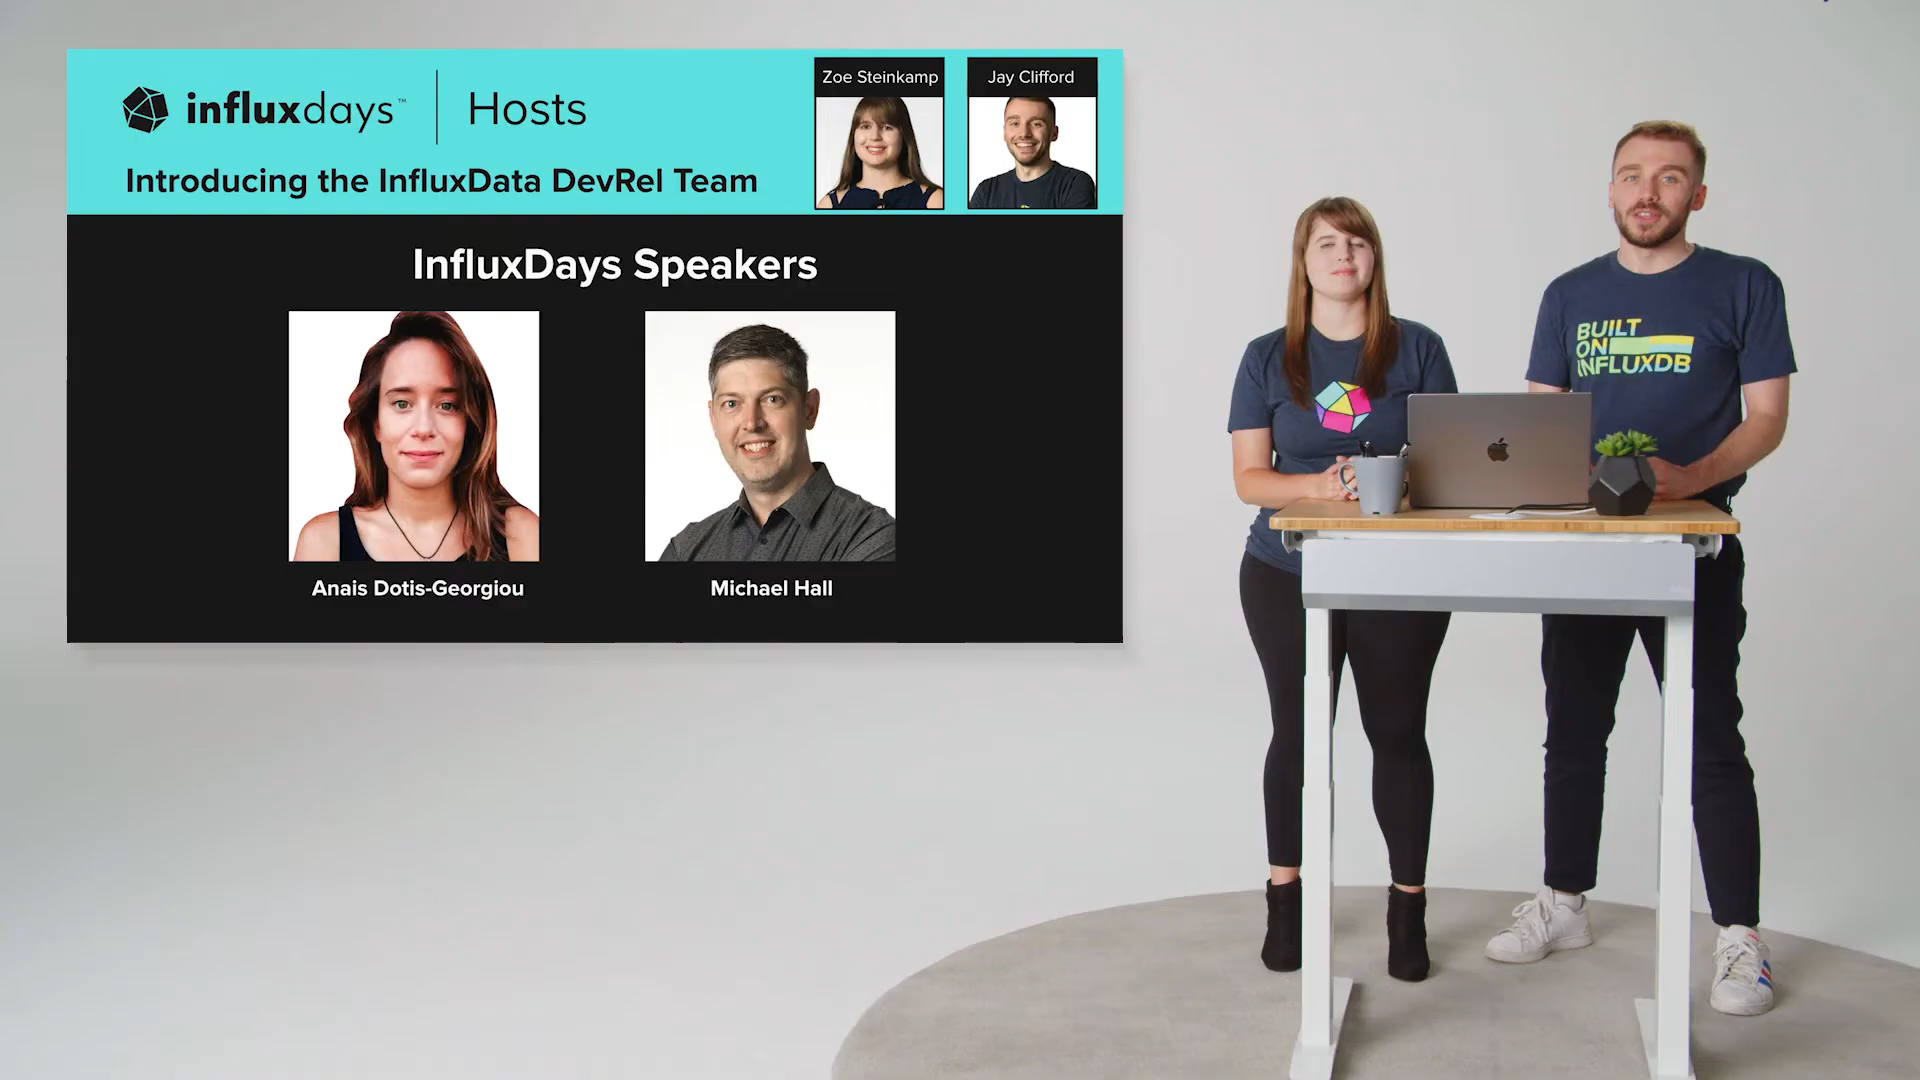 influxdays™
Hosts
Introducing the InfluxData DevRel Team
Zoe Steinkamp
Jay Clifford
InfluxDays Speakers
Anais Dotis-Georgiou
Michael Hall
BUILT
ON
INFLUXDB